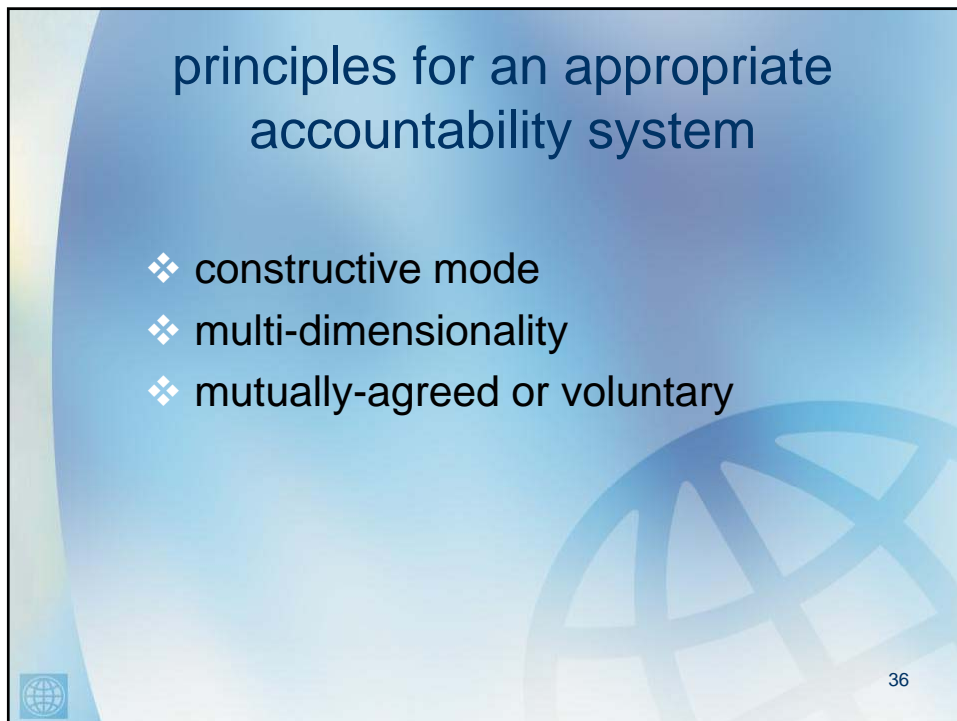 principles for an appropriate
accountability system
❖ constructive mode
❖ multi-dimensionality
❖ mutually-agreed or voluntary
36